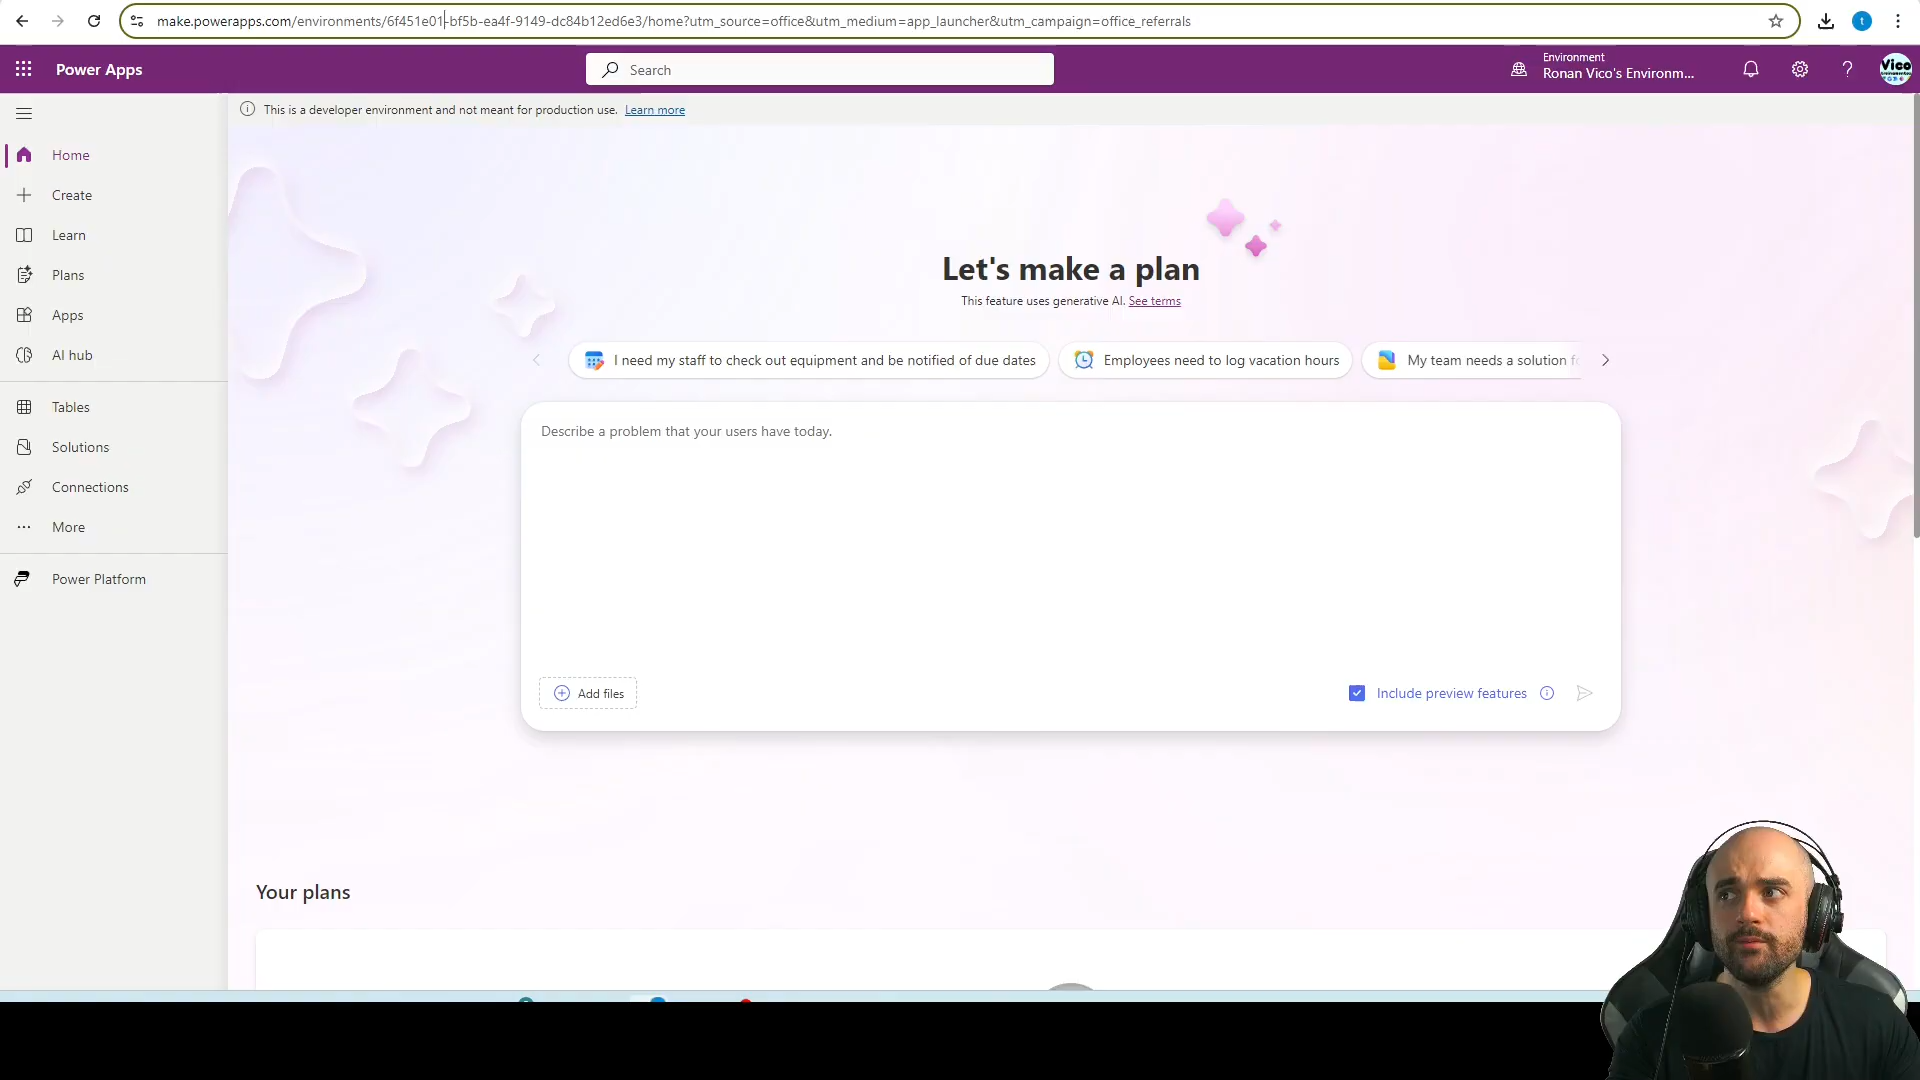 make.powerapps.com/environments/6f451e01-bf5b-ea4f-9149-dc84b12ed6e3/home?utm_source=office&utm_medium=app_launcher&utm_campaign=office_referrals
t
Power Apps
Search
Environment
Ronan Vico's Environm...
Vico
This is a developer environment and not meant for production use. Learn more
Home
Create
Learn
Plans
Apps
AI hub
Tables
Solutions
Connections
More
Power Platform
Let's make a plan
This feature uses generative AI. See terms
I need my staff to check out equipment and be notified of due dates
Employees need to log vacation hours
My team needs a solution f
Describe a problem that your users have today.
Add files
Include preview features
Your plans